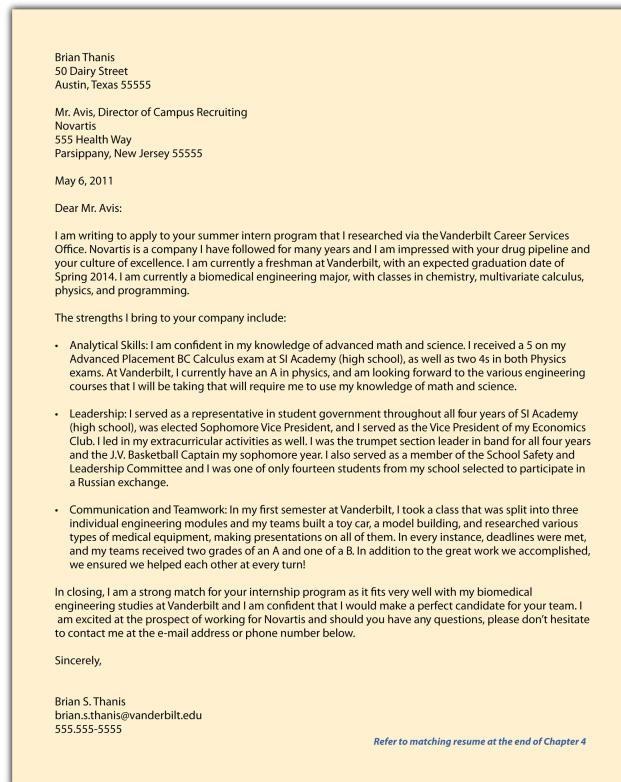 Brian Thanis
50 Dairy Street
Austin, Texas 55555
Mr. Avis, Director of Campus Recruiting
Novartis
555 Health Way
Parsippany, New Jersey 55555
May 6, 2011
Dear Mr. Avis:
I am writing to apply to your summer intern program that I researched via the Vanderbilt Career Services
Office. Novartis is a company I have followed for many years and I am impressed with your drug pipeline and
your culture of excellence. I am currently a freshman at Vanderbilt, with an expected graduation date of
Spring 2014. I am currently a biomedical engineering major, with classes in chemistry, multivariate calculus,
physics, and programming.
The strengths I bring to your company include:
• Analytical Skills: I am confident in my knowledge of advanced math and science. I received a 5 on my
Advanced Placement BC Calculus exam at SI Academy (high school), as well as two 4s in both Physics
exams. At Vanderbilt, I currently have an A in physics, and am looking forward to the various engineering
courses that I will be taking that will require me to use my knowledge of math and science.
• Leadership: I served as a representative in student government throughout all four years of SI Academy
(high school), was elected Sophomore Vice President, and I served as the Vice President of my Economics
Club. I led in my extracurricular activities as well. I was the trumpet section leader in band for all four years
and the J.V. Basketball Captain my sophomore year. I also served as a member of the School Safety and
Leadership Committee and I was one of only fourteen students from my school selected to participate in
a Russian exchange.
• Communication and Teamwork: In my first semester at Vanderbilt, I took a class that was split into three
individual engineering modules and my teams built a toy car, a model building, and researched various
types of medical equipment, making presentations on all of them. In every instance, deadlines were met,
and my teams received two grades of an A and one of a B. In addition to the great work we accomplished,
we ensured we helped each other at every turn!
In closing, I am a strong match for your internship program as it fits very well with my biomedical
engineering studies at Vanderbilt and I am confident that I would make a perfect candidate for your team. I
am excited at the prospect of working for Novartis and should you have any questions, please don't hesitate
to contact me at the e-mail address or phone number below.
Sincerely,
Brian S. Thanis
brian.s.thanis@vanderbilt.edu
555.555-5555
Refer to matching resume at the end of Chapter 4